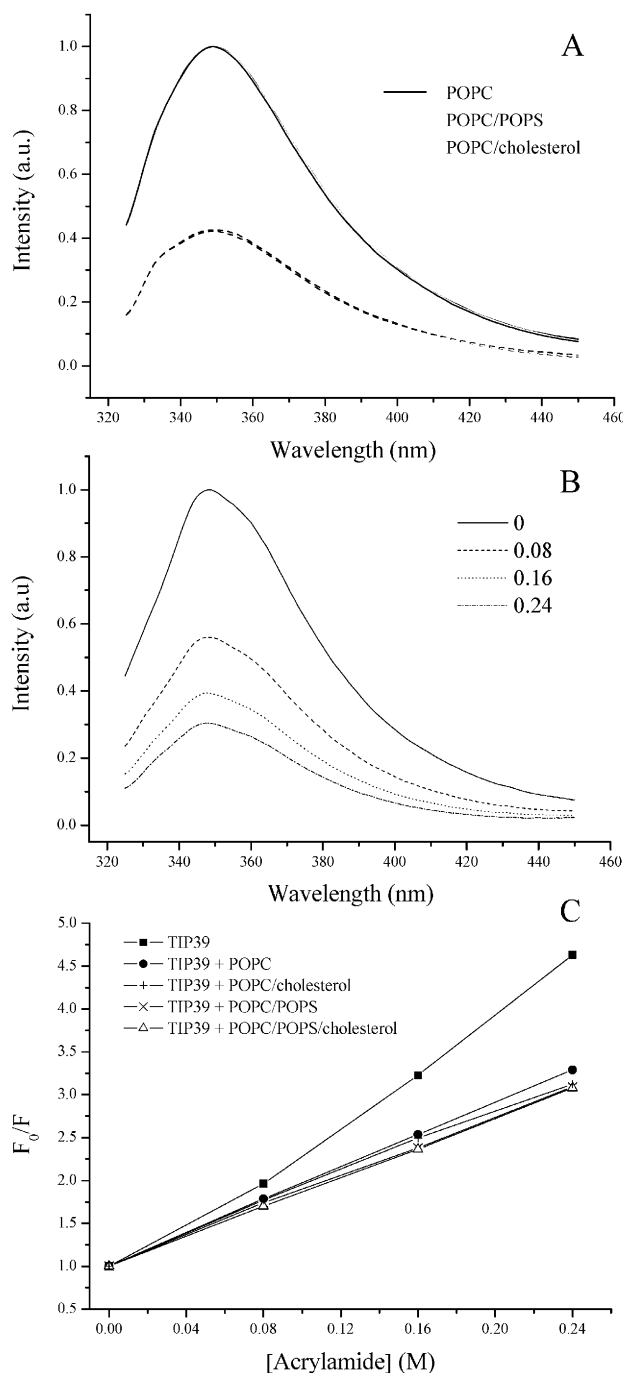 A
POPC
POPC/POPS
POPC/cholesterol
Intensity (a.u.)
1.0
0.8
0.6
0.4
0.2
0.0
320 340 360 380 400 420 440 460
Wavelength (nm)
B
0
0.08
0.16
0.24
Intensity (a.u)
1.0
0.8
0.6
0.4
0.2
0.0
320 340 360 380 400 420 440 460
Wavelength (nm)
C
TIP39
TIP39 + POPC
TIP39 + POPC/cholesterol
TIP39 + POPC/POPS
TIP39 + POPC/POPS/cholesterol
F0/F
5.0
4.5
4.0
3.5
3.0
2.5
2.0
1.5
1.0
0.5
0.00 0.04 0.08 0.12 0.16 0.20 0.24
[Acrylamide] (M)